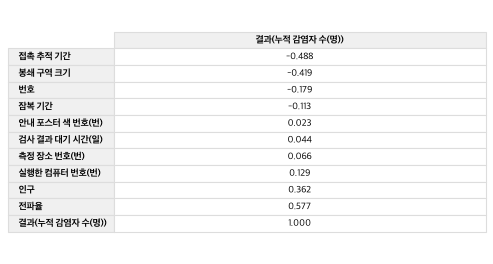 결과(누적 감염자 수(명))
접촉 추적 기간 -0.488
봉쇄 구역 크기 -0.419
번호 -0.179
잠복 기간 -0.113
안내 포스터 색 번호(번) 0.023
검사 결과 대기 시간(일) 0.044
측정 장소 번호(번) 0.066
실행한 컴퓨터 번호(번) 0.129
인구 0.362
전파율 0.577
결과(누적 감염자 수(명)) 1.000